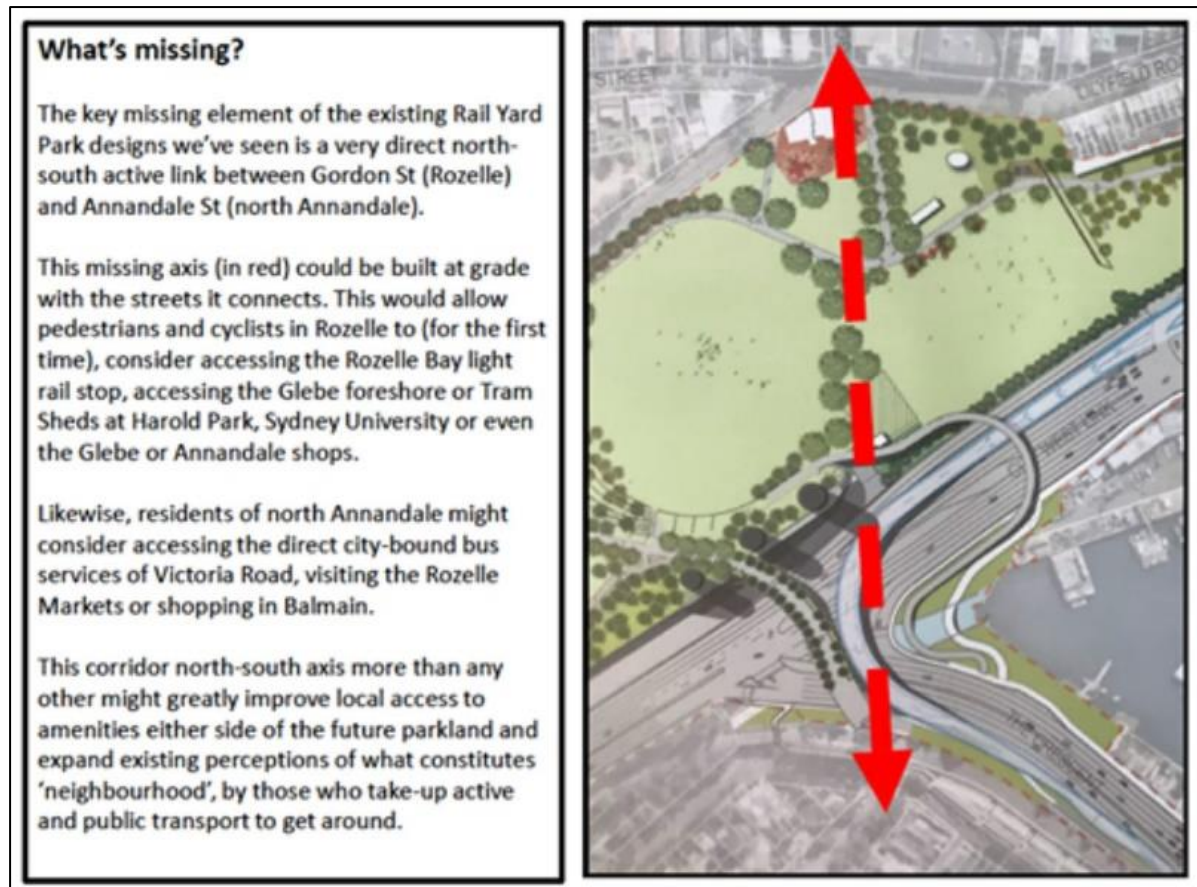 What's missing?
The key missing element of the existing Rail Yard
Park designs we've seen is a very direct north-
south active link between Gordon St (Rozelle)
and Annandale St (north Annandale).
This missing axis (in red) could be built at grade
with the streets it connects. This would allow
pedestrians and cyclists in Rozelle to (for the first
time), consider accessing the Rozelle Bay light
rail stop, accessing the Glebe foreshore or Tram
Sheds at Harold Park, Sydney University or even
the Glebe or Annandale shops.
Likewise, residents of north Annandale might
consider accessing the direct city-bound bus
services of Victoria Road, visiting the Rozelle
Markets or shopping in Balmain.
This corridor north-south axis more than any
other might greatly improve local access to
amenities either side of the future parkland and
expand existing perceptions of what constitutes
'neighbourhood', by those who take-up active
and public transport to get around.
STREET
LILYFIELD ROA